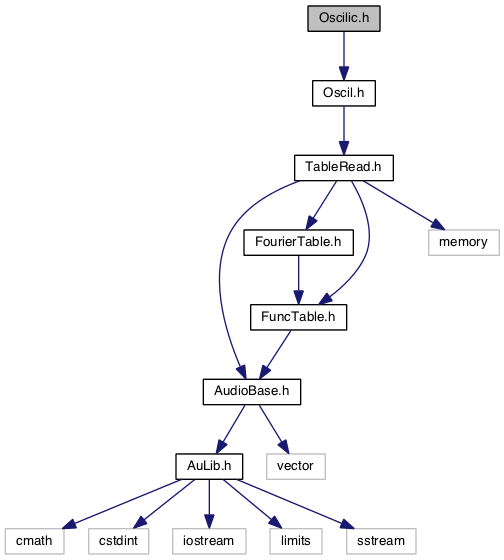 Oscilic.h
Oscil.h
TableRead.h
FourierTable.h
memory
FuncTable.h
AudioBase.h
AuLib.h
vector
cmath
cstdint
iostream
limits
sstream